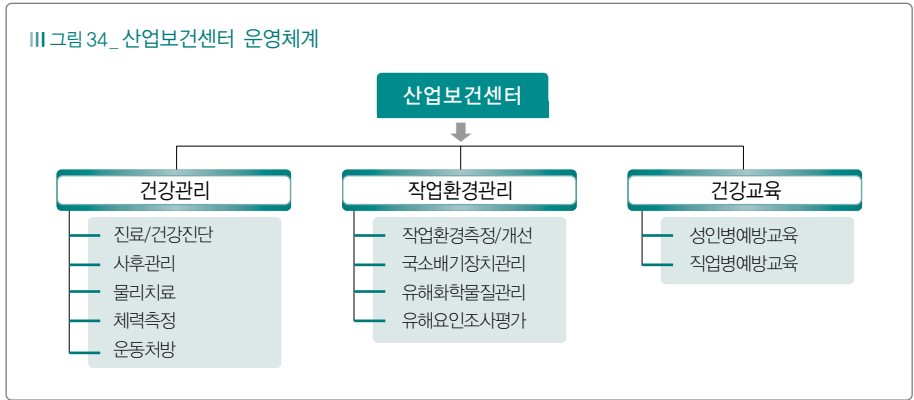 그림 34_ 산업보건센터 운영체계
산업보건센터
건강관리
진료/건강진단
사후관리
물리치료
체력측정
운동처방
작업환경관리
작업환경측정/개선
국소배기장치관리
유해화학물질관리
유해요인조사평가
건강교육
성인병예방교육
직업병예방교육